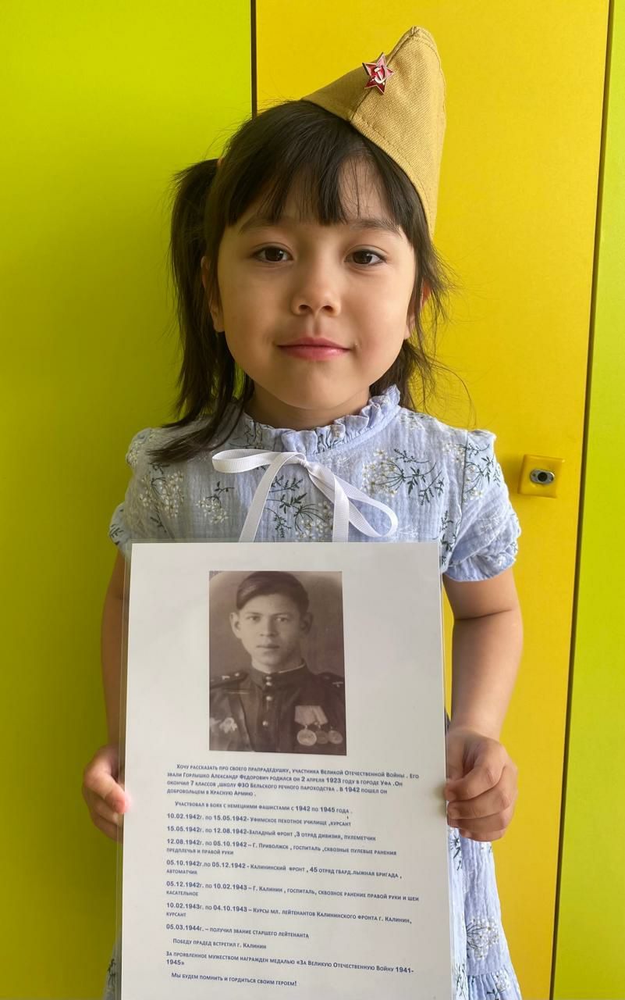 Хочу рассказать про своего прапрадедушку, участника Великой Отечественной Войны . Его
звали Горлышко Александр Федорович родился он 2 апреля 1923 году в городе Уфа .Он
окончил 7 классов ,школу ФЗО Бельского речного пароходства . В 1942 пошел он
добровольцем в Красную Армию .
Участвовал в боях с немецкими фашистами с 1942 по 1945 года .
10.02.1942г. по 15.05.1942- Уфимское пехотное училище ,курсант
15.05.1942г. по 12.08.1942-Западный фронт ,3 отряд дивизия, пулеметчик
12.08.1942г. по 05.10.1942 – г. Приволжск , госпиталь ,сквозные пулевые ранения
предплечья и правой руки
05.10.1942г.по 05.12.1942 - Калининский фронт , 45 отряд гвард.лыжная бригада ,
автоматчик
05.12.1942г. по 10.02.1943 – г. Калинин , госпиталь, сквозное ранение правой руки и шеи
касательное
10.02.1943г. по 04.10.1943 – Курсы мл. лейтенантов Калининского фронта г. Калинин,
курсант
05.03.1944г. – получил звание старшего лейтенанта
Победу прадед встретил г. Калинин
За проявленное мужеством награжден медалью «За Великую Отечественную Войну 1941-
1945»
Мы будем помнить и гордиться своим героем!